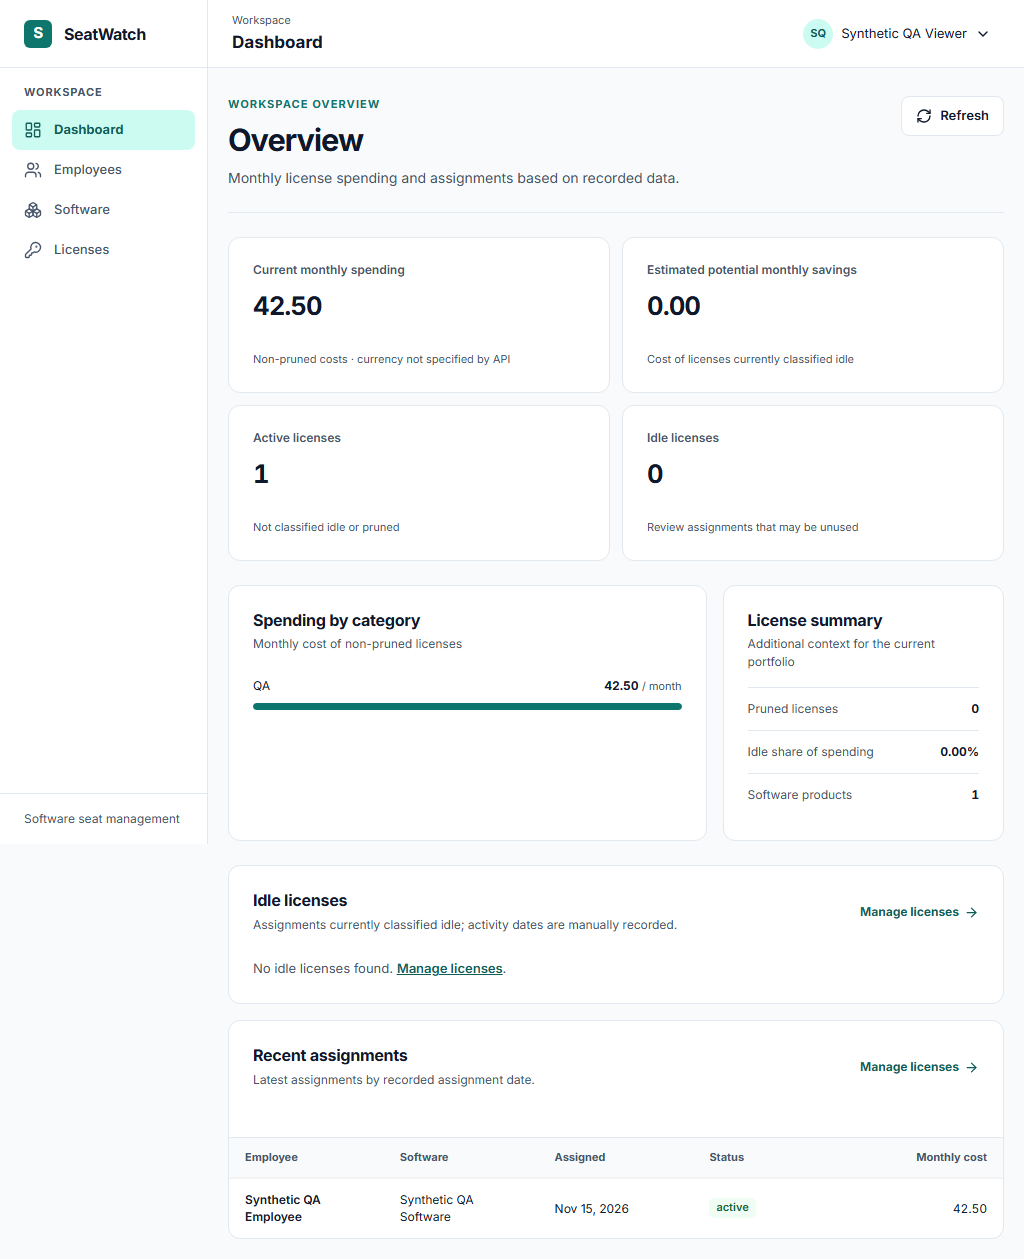 S SeatWatch
Workspace
Dashboard
SQ Synthetic QA Viewer
WORKSPACE
Dashboard
Employees
Software
Licenses
Software seat management
WORKSPACE OVERVIEW
Overview
Monthly license spending and assignments based on recorded data.
Refresh
Current monthly spending
42.50
Non-pruned costs · currency not specified by API
Estimated potential monthly savings
0.00
Cost of licenses currently classified idle
Active licenses
1
Not classified idle or pruned
Idle licenses
0
Review assignments that may be unused
Spending by category
Monthly cost of non-pruned licenses
QA 42.50 / month
License summary
Additional context for the current
portfolio
Pruned licenses 0
Idle share of spending 0.00%
Software products 1
Idle licenses
Assignments currently classified idle; activity dates are manually recorded.
Manage licenses →
No idle licenses found. Manage licenses.
Recent assignments
Latest assignments by recorded assignment date.
Manage licenses →
Employee Software Assigned Status Monthly cost
Synthetic QA
Employee
Synthetic QA
Software
Nov 15, 2026
active
42.50